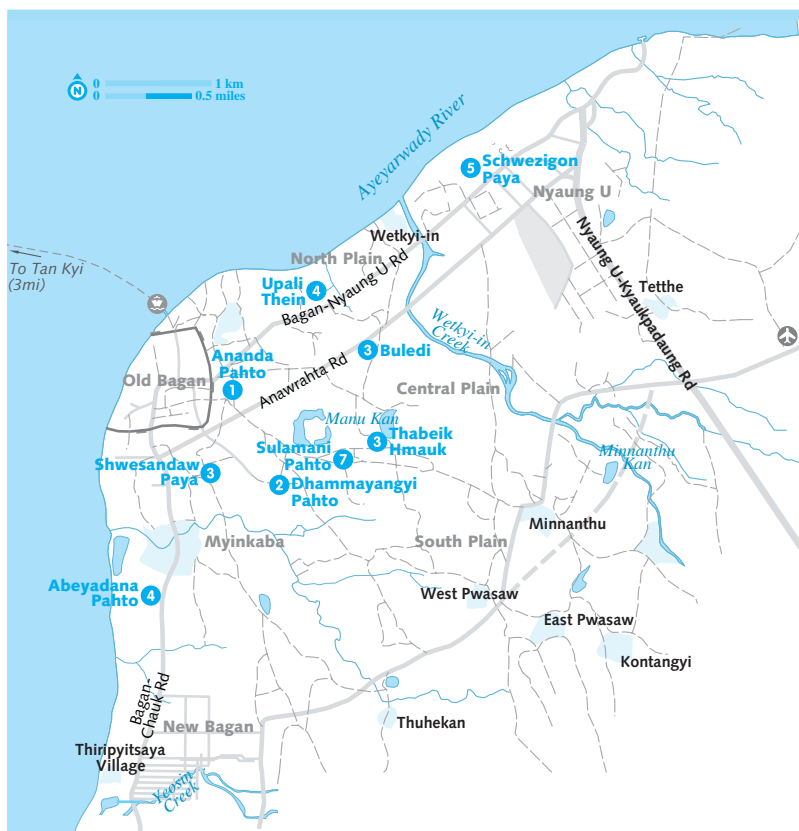 N
0
1 km
0
0.5 miles
Ayeyarwady River
5
Schwezigon
Paya
Nyaung U
Wetkyi-in
North Plain
To Tan Kyi
(3mi)
Upali
Thein
4
Bagan-Nyaung U Rd
Nyaung U-Kyaukpadaung Rd
Tetthe
Wetkyi-in
Creek
3
Buledi
Ananda
Pahto
1
Old Bagan
Anawrahta Rd
Central Plain
Manu Kan
3
Thabeik
Hmauk
Sulamani
Pahto
7
Minnanthu
Kan
Shwesandaw
Paya
3
2
Dhammayangyi
Pahto
Minnanthu
Myinkaba
South Plain
Abeyadana
Pahto
4
West Pwasaw
East Pwasaw
Kontangyi
Bagan-
Chauk Rd
New Bagan
Thuhekan
Thiripyitsaya
Village
Yeosin
Creek